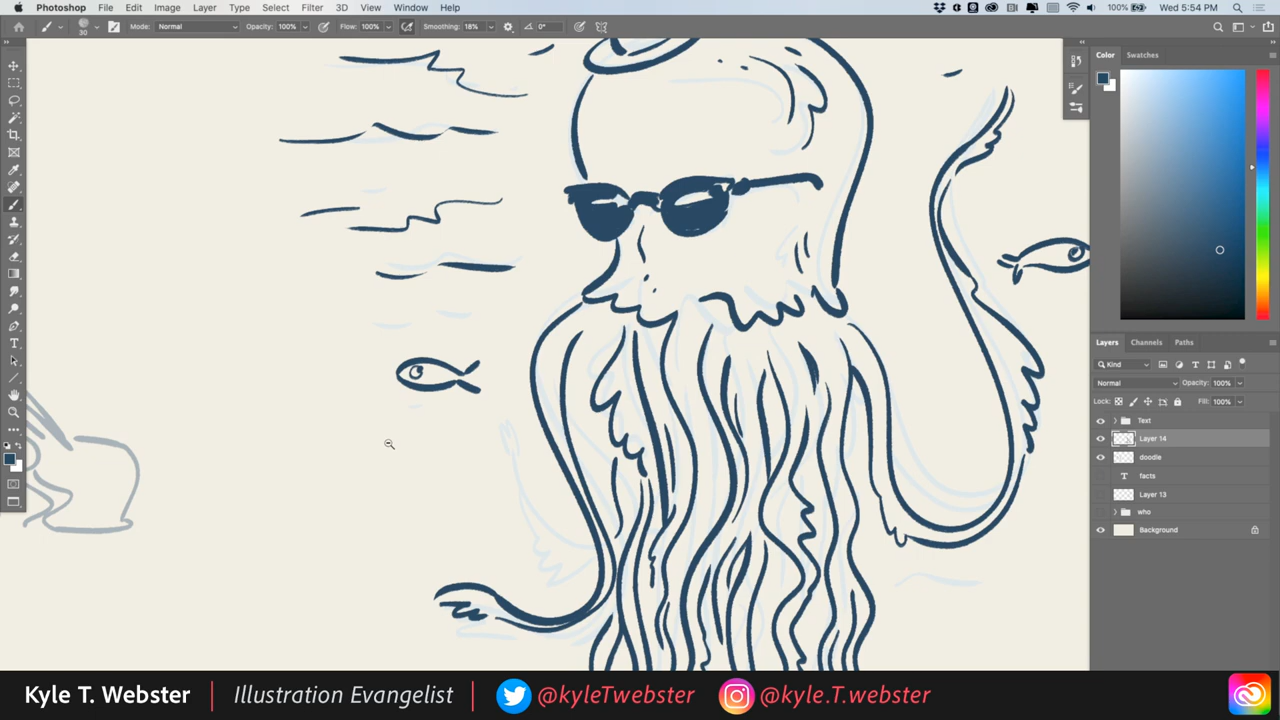 Photoshop File Edit Image Layer Type Select Filter 3D View Window Help 100% Wed 5:54 PM
30 Mode: Normal Opacity: 100% Flow: 100% Smoothing: 18% 0°
Color Swatches
Layers Channels Paths
Kind
Normal Opacity: 100%
Lock: Fill: 100%
Text
Layer 14
doodle
facts
Layer 13
who
Background
Kyle T. Webster | Illustration Evangelist @kyleTwebster @kyle.T.webster